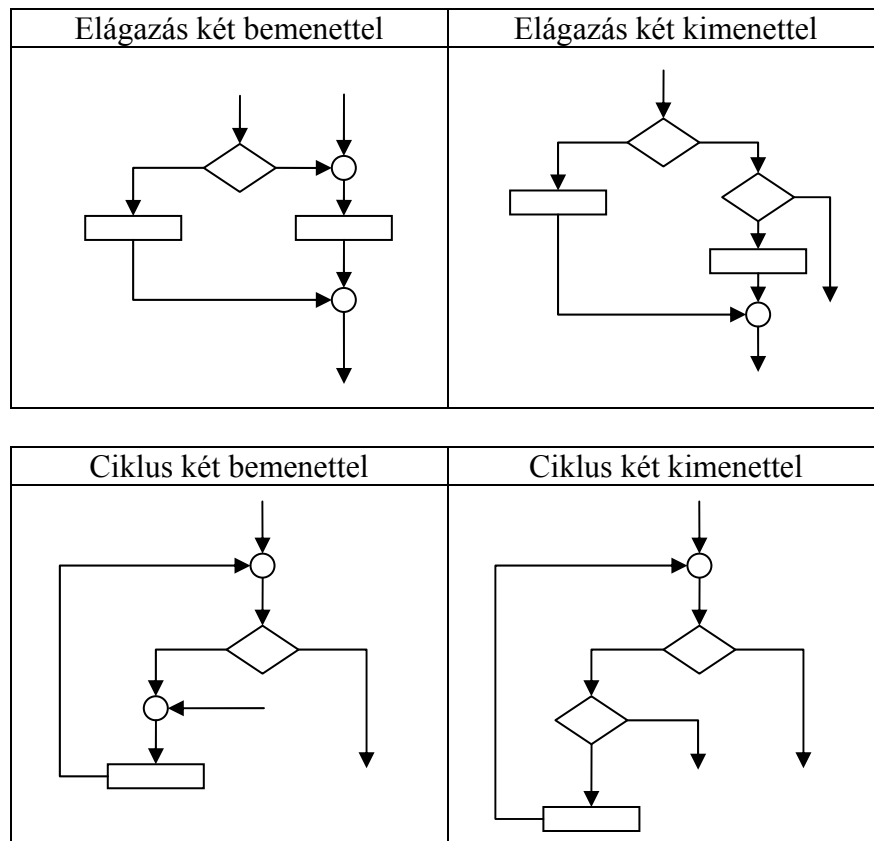 Elágazás két bemenettel
Elágazás két kimenettel
Ciklus két bemenettel
Ciklus két kimenettel